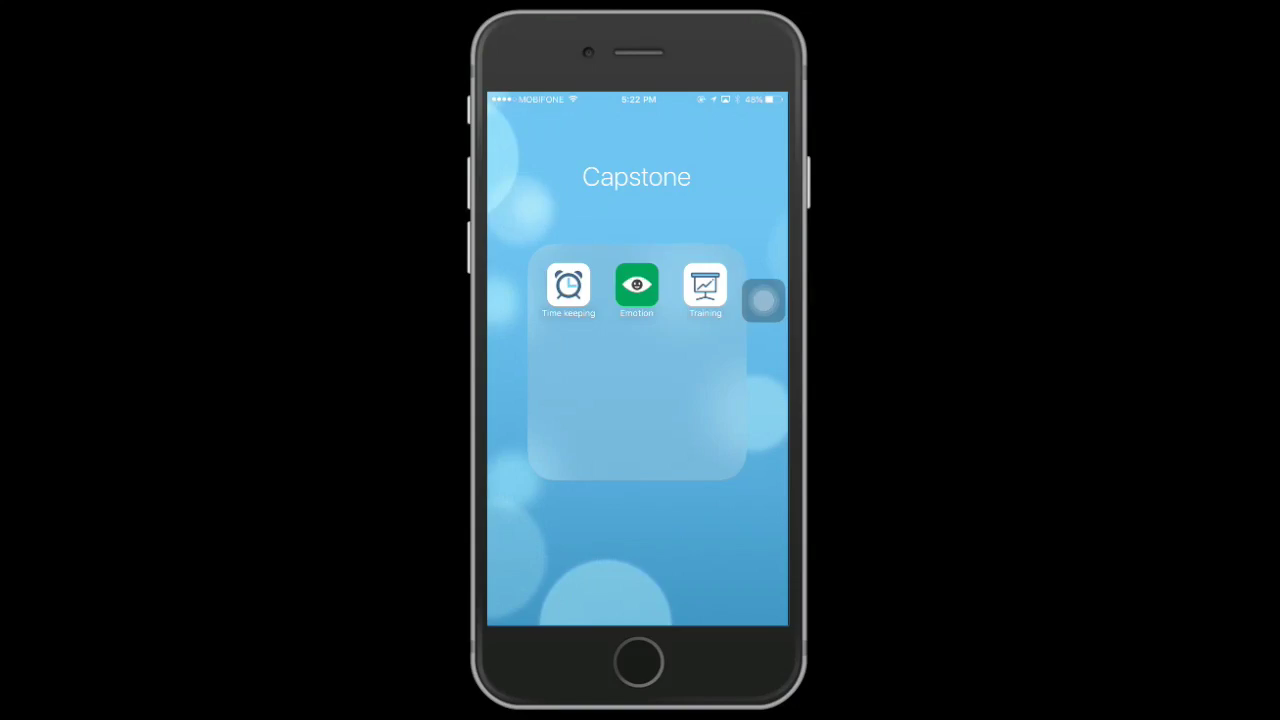 MOBIFONE 5:22 PM 48%
Capstone
Time keeping Emotion Training